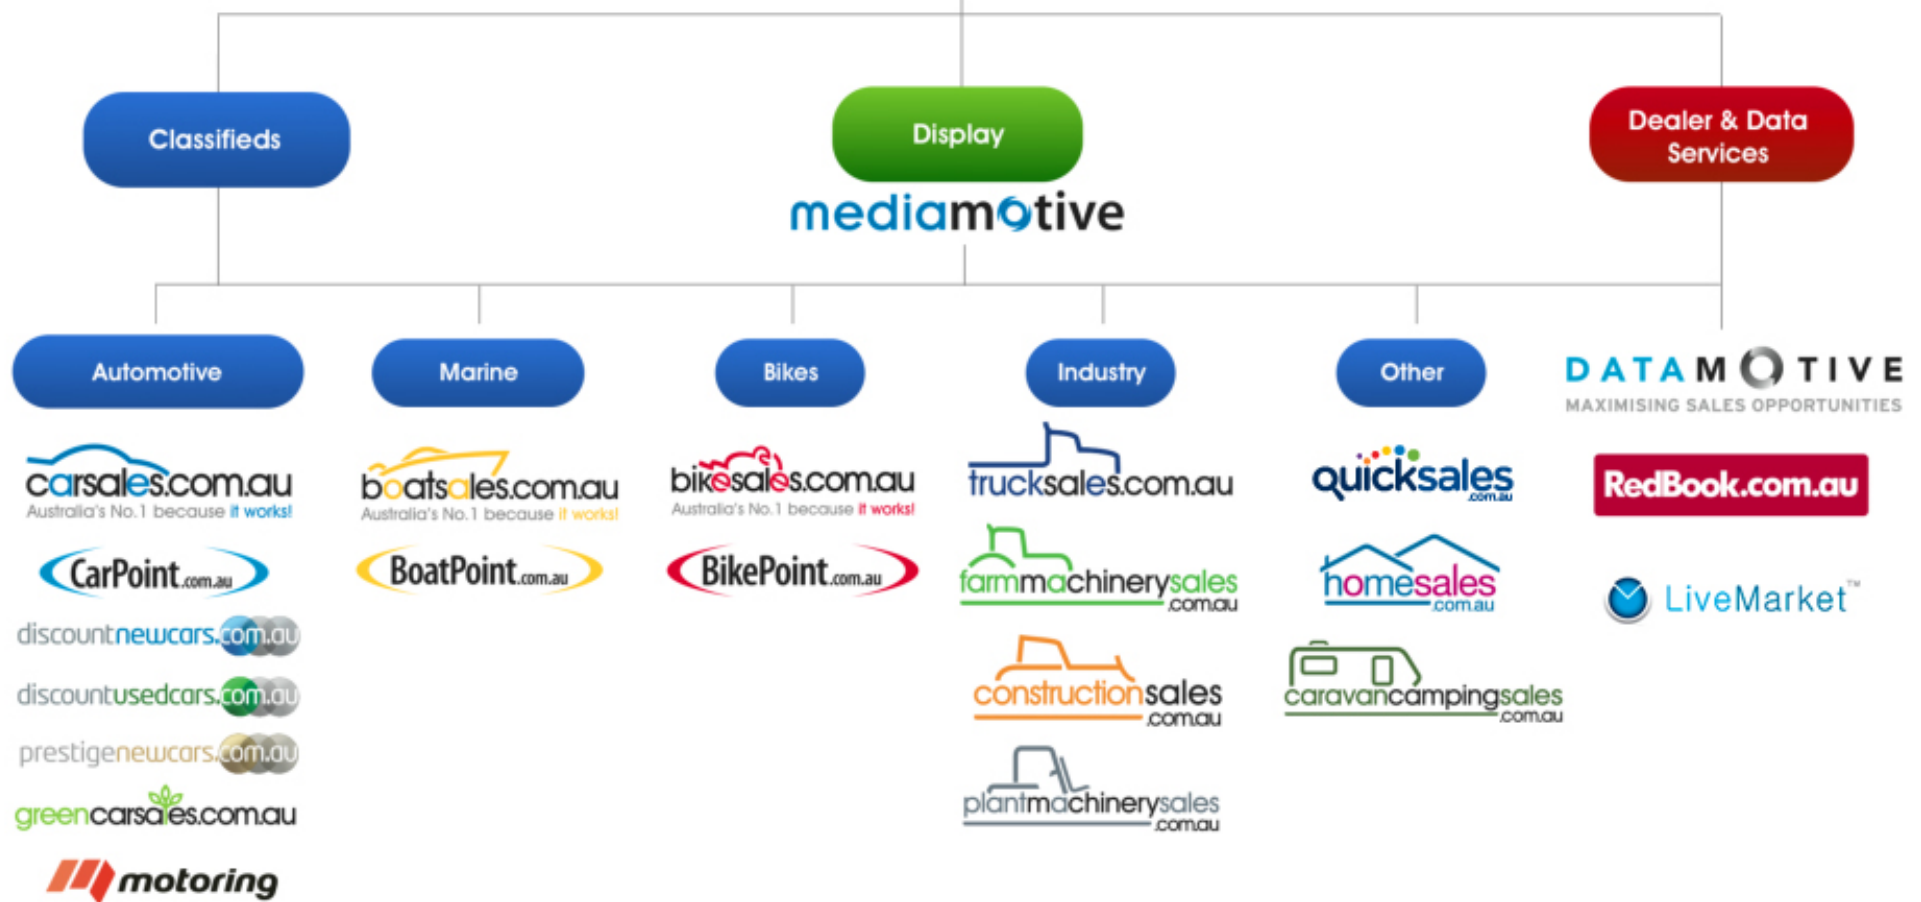 Classifieds
Display
Dealer & Data
Services
mediamotive
Automotive
carsales.com.au
Australia's No.1 because it works!
CarPoint.com.au
discountnewcars.com.au
discountusedcars.com.au
prestigenewcars.com.au
greencarsales.com.au
motoring
Marine
boatsales.com.au
Australia's No.1 because it works!
BoatPoint.com.au
Bikes
bikesales.com.au
Australia's No.1 because it works!
BikePoint.com.au
Industry
trucksales.com.au
farmmachinerysales
.com.au
constructionsales
.com.au
plantmachinerysales
.com.au
Other
quicksales
.com.au
homesales
.com.au
caravancampingsales
.com.au
DATAMOTIVE
MAXIMISING SALES OPPORTUNITIES
RedBook.com.au
LiveMarket™